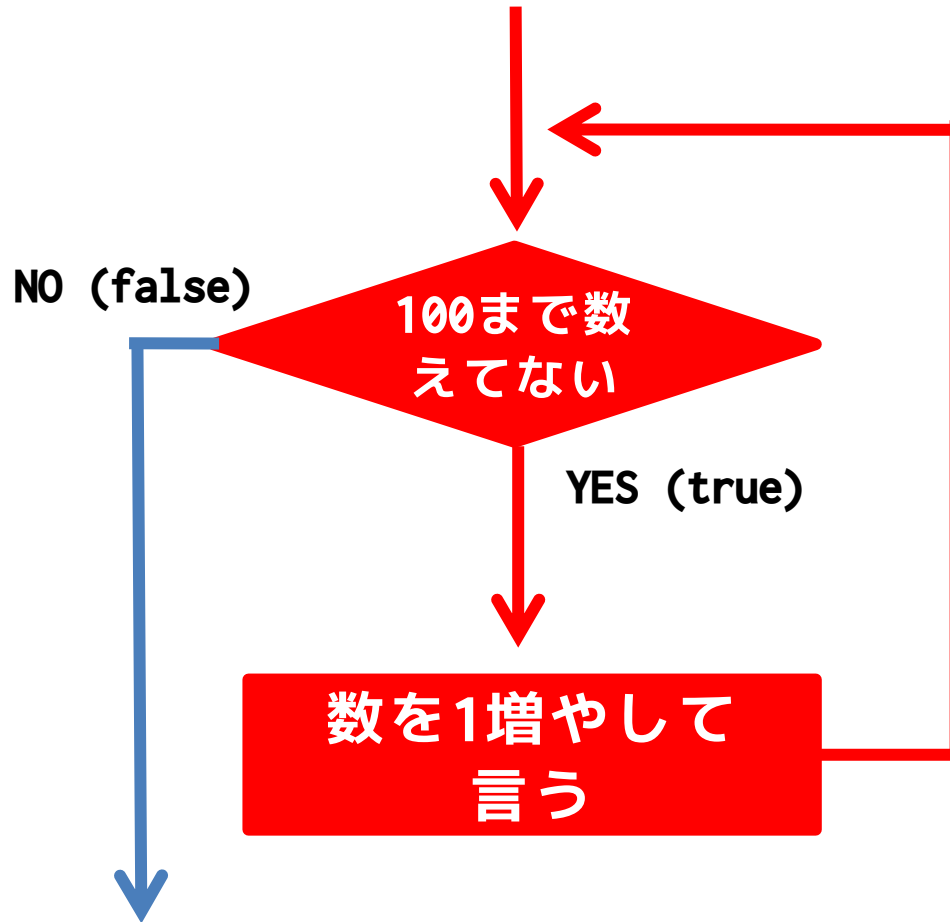 NO (false)
100まで数
えてない
YES (true)
数を1増やして
言う